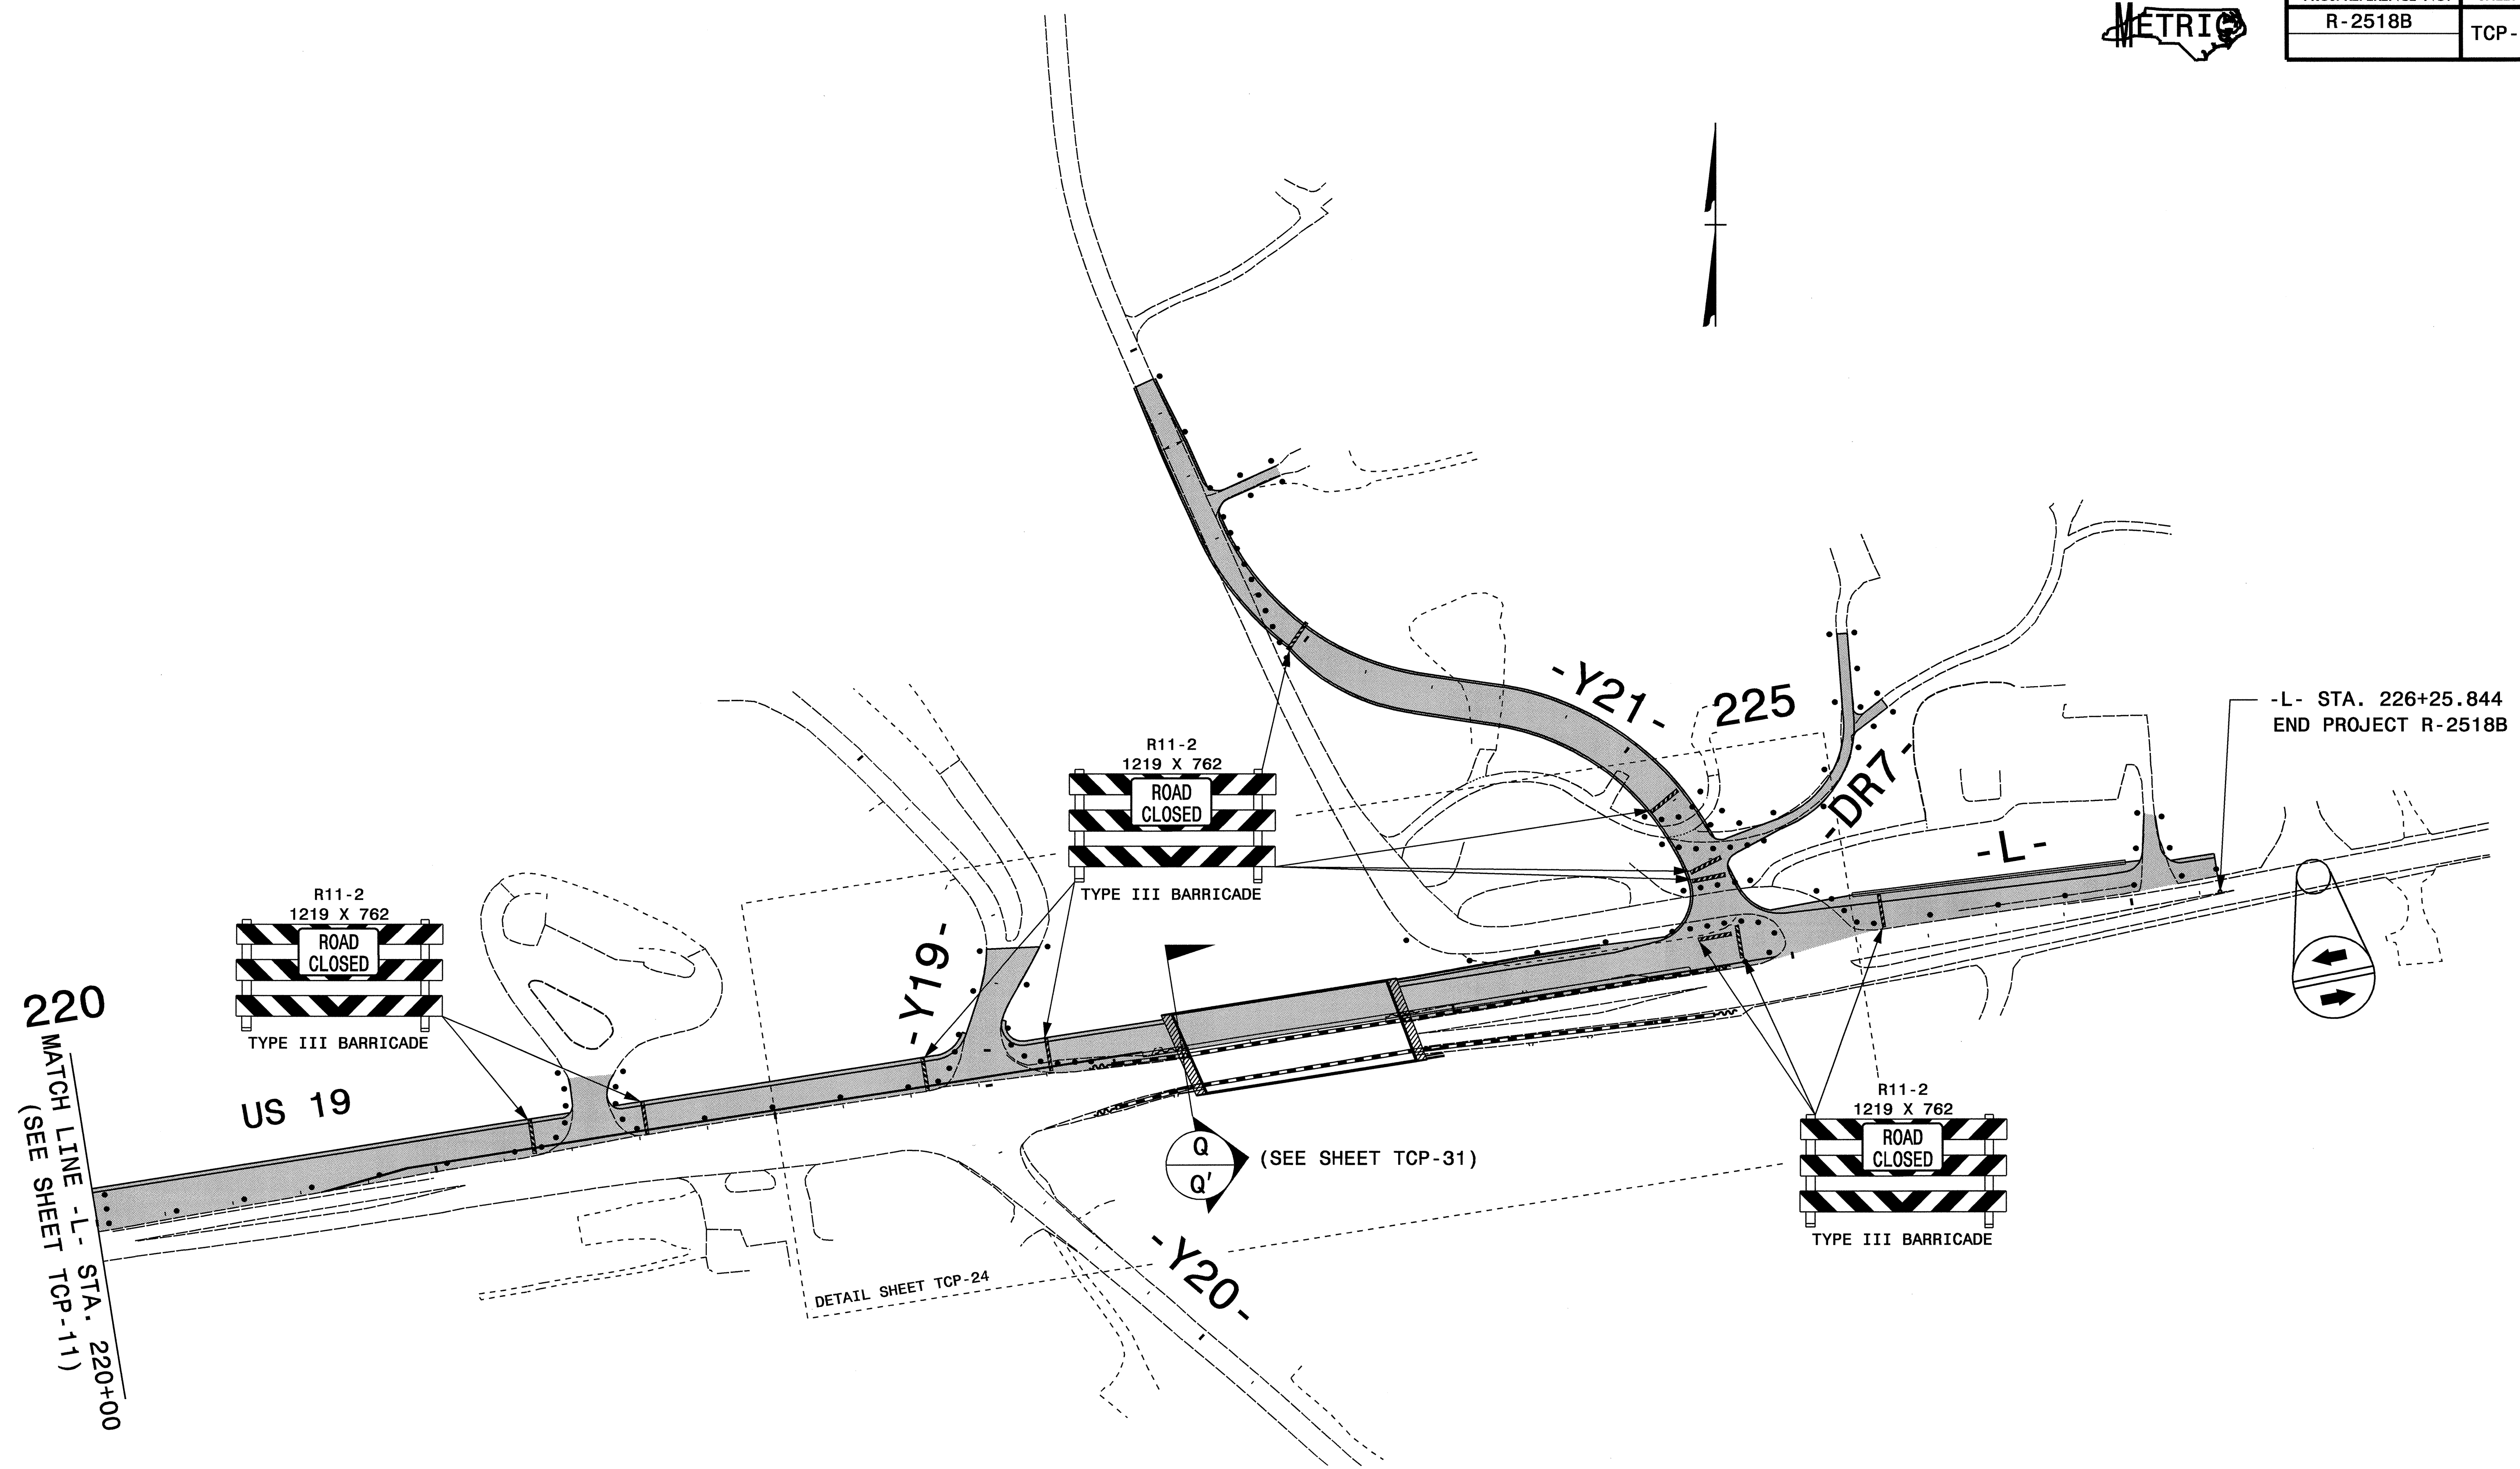 METRIC
R-2518B
TCP-
-Y21-
225
-L- STA. 226+25.844
END PROJECT R-2518B
-DR7-
-L-
R11-2
1219 X 762
ROAD
CLOSED
TYPE III BARRICADE
R11-2
1219 X 762
ROAD
CLOSED
TYPE III BARRICADE
-Y19-
220
MATCH LINE -L- STA. 220+00
(SEE SHEET TCP-11)
US 19
Q
Q'
(SEE SHEET TCP-31)
R11-2
1219 X 762
ROAD
CLOSED
TYPE III BARRICADE
-Y20-
DETAIL SHEET TCP-24